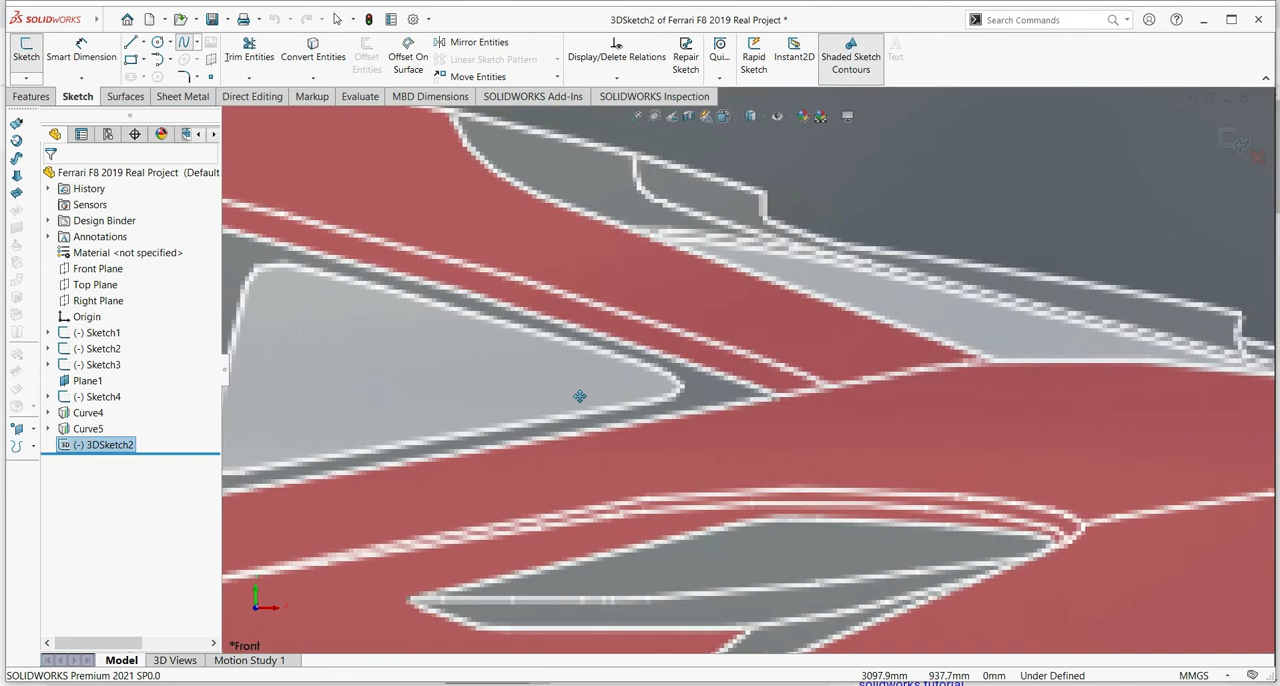 SOLIDWORKS
3DSketch2 of Ferrari F8 2019 Real Project *
Search Commands
Sketch
Smart Dimension
Trim Entities
Convert Entities
Offset Entities
Offset On Surface
Mirror Entities
Linear Sketch Pattern
Move Entities
Display/Delete Relations
Repair Sketch
Qui...
Rapid Sketch
Instant2D
Shaded Sketch Contours
Text
Features
Sketch
Surfaces
Sheet Metal
Direct Editing
Markup
Evaluate
MBD Dimensions
SOLIDWORKS Add-Ins
SOLIDWORKS Inspection
Ferrari F8 2019 Real Project (Default
History
Sensors
Design Binder
Annotations
Material <not specified>
Front Plane
Top Plane
Right Plane
Origin
(-) Sketch1
(-) Sketch2
(-) Sketch3
Plane1
(-) Sketch4
Curve4
Curve5
3D (-) 3DSketch2
*Front
Model
3D Views
Motion Study 1
SOLIDWORKS Premium 2021 SP0.0
3097.9mm 937.7mm 0mm Under Defined
MMGS
solidworks tutorial